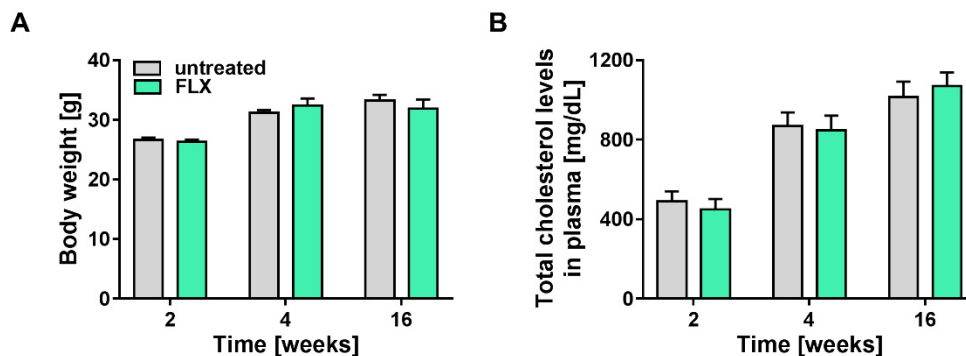 A
Body weight [g]
40
30
20
10
0
untreated
FLX
2
4
16
Time [weeks]
B
Total cholesterol levels
in plasma [mg/dL]
1200
800
400
0
2
4
16
Time [weeks]